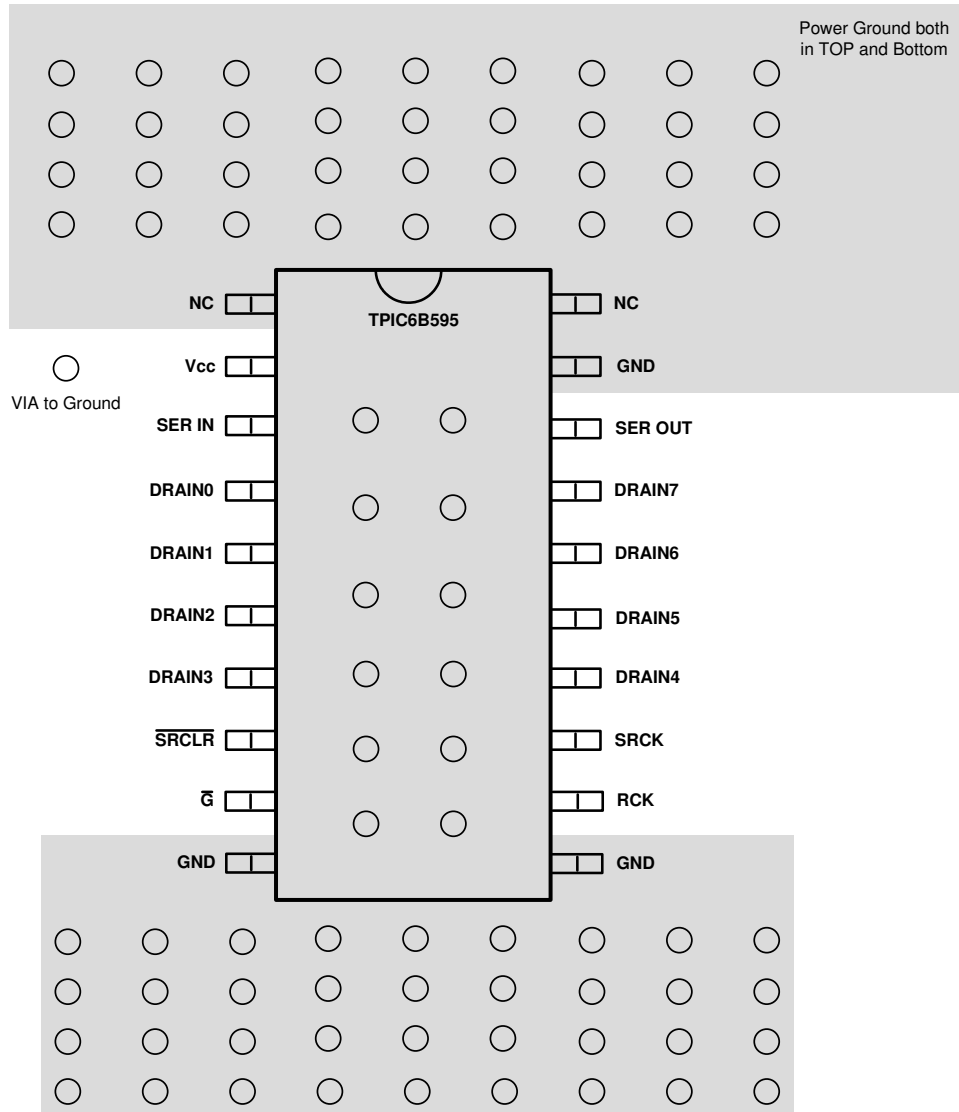 Power Ground both
in TOP and Bottom
TPIC6B595
NC
NC
Vcc
GND
VIA to Ground
SER IN
SER OUT
DRAIN0
DRAIN7
DRAIN1
DRAIN6
DRAIN2
DRAIN5
DRAIN3
DRAIN4
S̅R̅C̅L̅R̅
SRCK
G̅
RCK
GND
GND